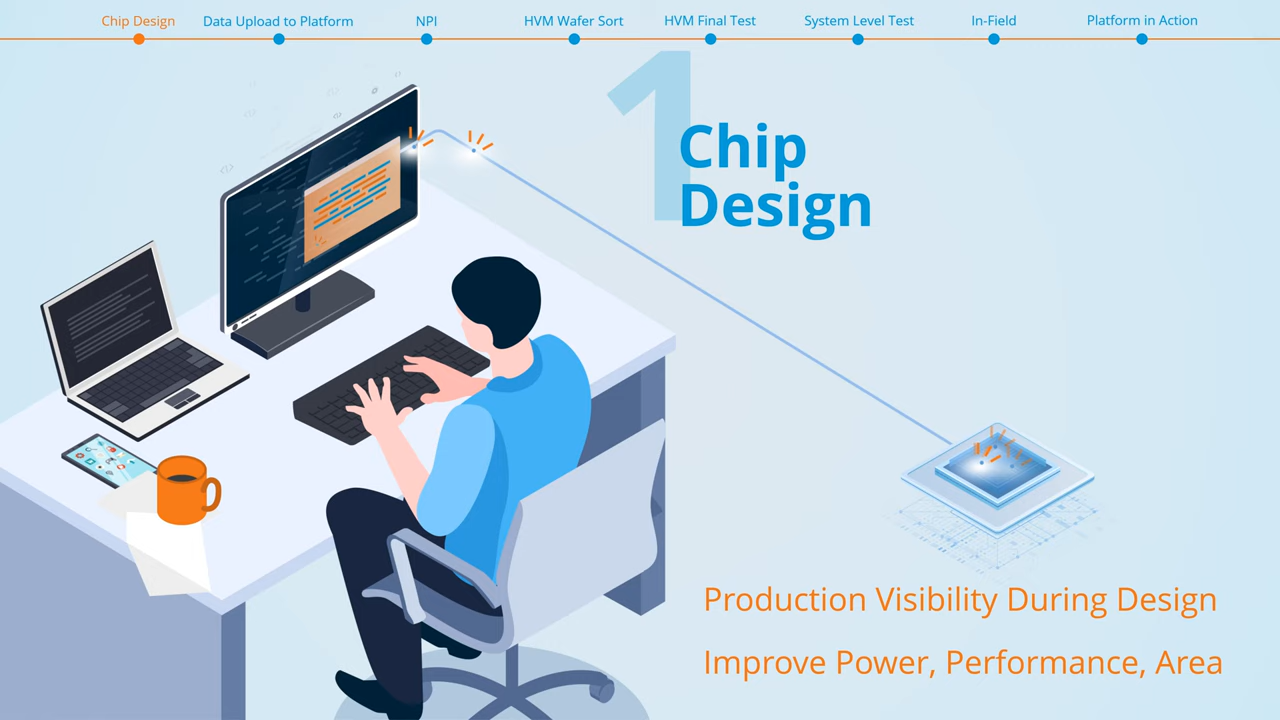 Chip Design
Data Upload to Platform
NPI
HVM Wafer Sort
HVM Final Test
System Level Test
In-Field
Platform in Action
1
Chip
Design
Production Visibility During Design
Improve Power, Performance, Area